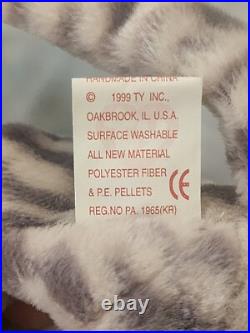 HANDMADE IN CHINA
© 1999 TY INC.,
OAKBROOK, IL. U.S.A.
SURFACE WASHABLE
ALL NEW MATERIAL
POLYESTER FIBER
& P.E. PELLETS CE
REG.NO PA. 1965(KR)